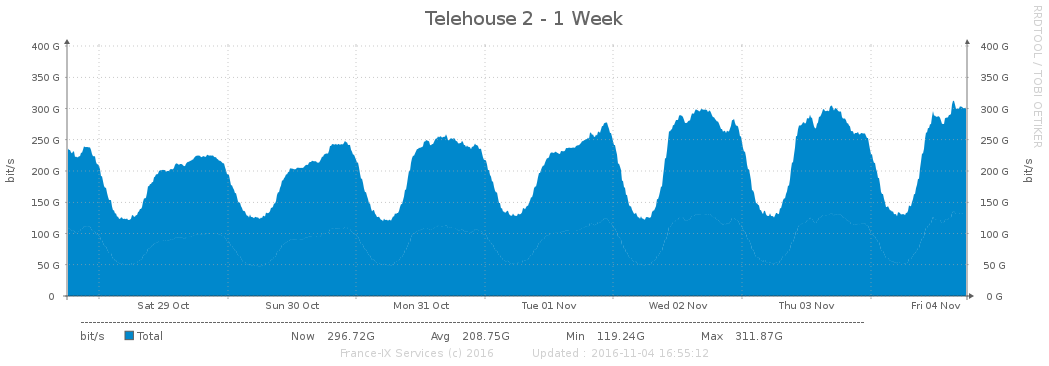 Telehouse 2 - 1 Week
RRDTOOL / TOBI OETIKER
400 G 400 G
350 G 350 G
300 G 300 G
250 G 250 G
200 G 200 G
150 G 150 G
100 G 100 G
50 G 50 G
0 0 G
bit/s bit/s
Sat 29 Oct Sun 30 Oct Mon 31 Oct Tue 01 Nov Wed 02 Nov Thu 03 Nov Fri 04 Nov
bit/s Total Now 296.72G Avg 208.75G Min 119.24G Max 311.87G
France-IX Services (c) 2016 Updated : 2016-11-04 16:55:12